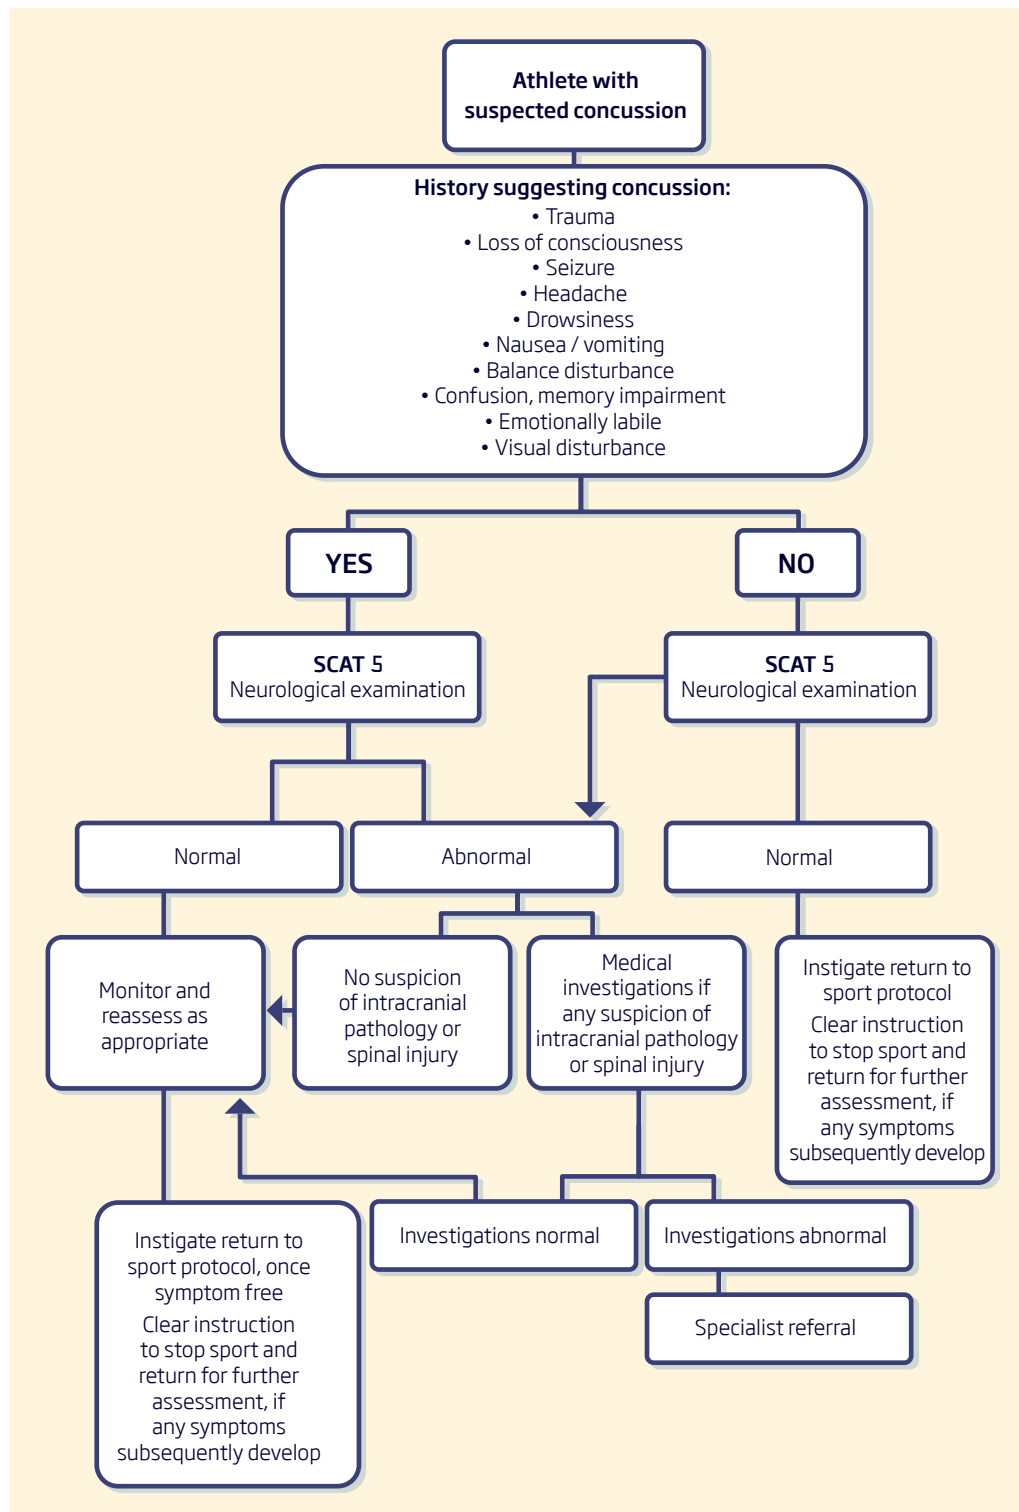 Athlete with
suspected concussion
History suggesting concussion:
• Trauma
• Loss of consciousness
• Seizure
• Headache
• Drowsiness
• Nausea / vomiting
• Balance disturbance
• Confusion, memory impairment
• Emotionally labile
• Visual disturbance
YES
NO
SCAT 5
Neurological examination
SCAT 5
Neurological examination
Normal
Abnormal
Normal
Monitor and
reassess as
appropriate
No suspicion
of intracranial
pathology or
spinal injury
Medical
investigations if
any suspicion of
intracranial pathology
or spinal injury
Instigate return to
sport protocol
Clear instruction
to stop sport and
return for further
assessment, if
any symptoms
subsequently develop
Investigations normal
Investigations abnormal
Instigate return to
sport protocol, once
symptom free
Clear instruction
to stop sport and
return for further
assessment, if
any symptoms
subsequently develop
Specialist referral